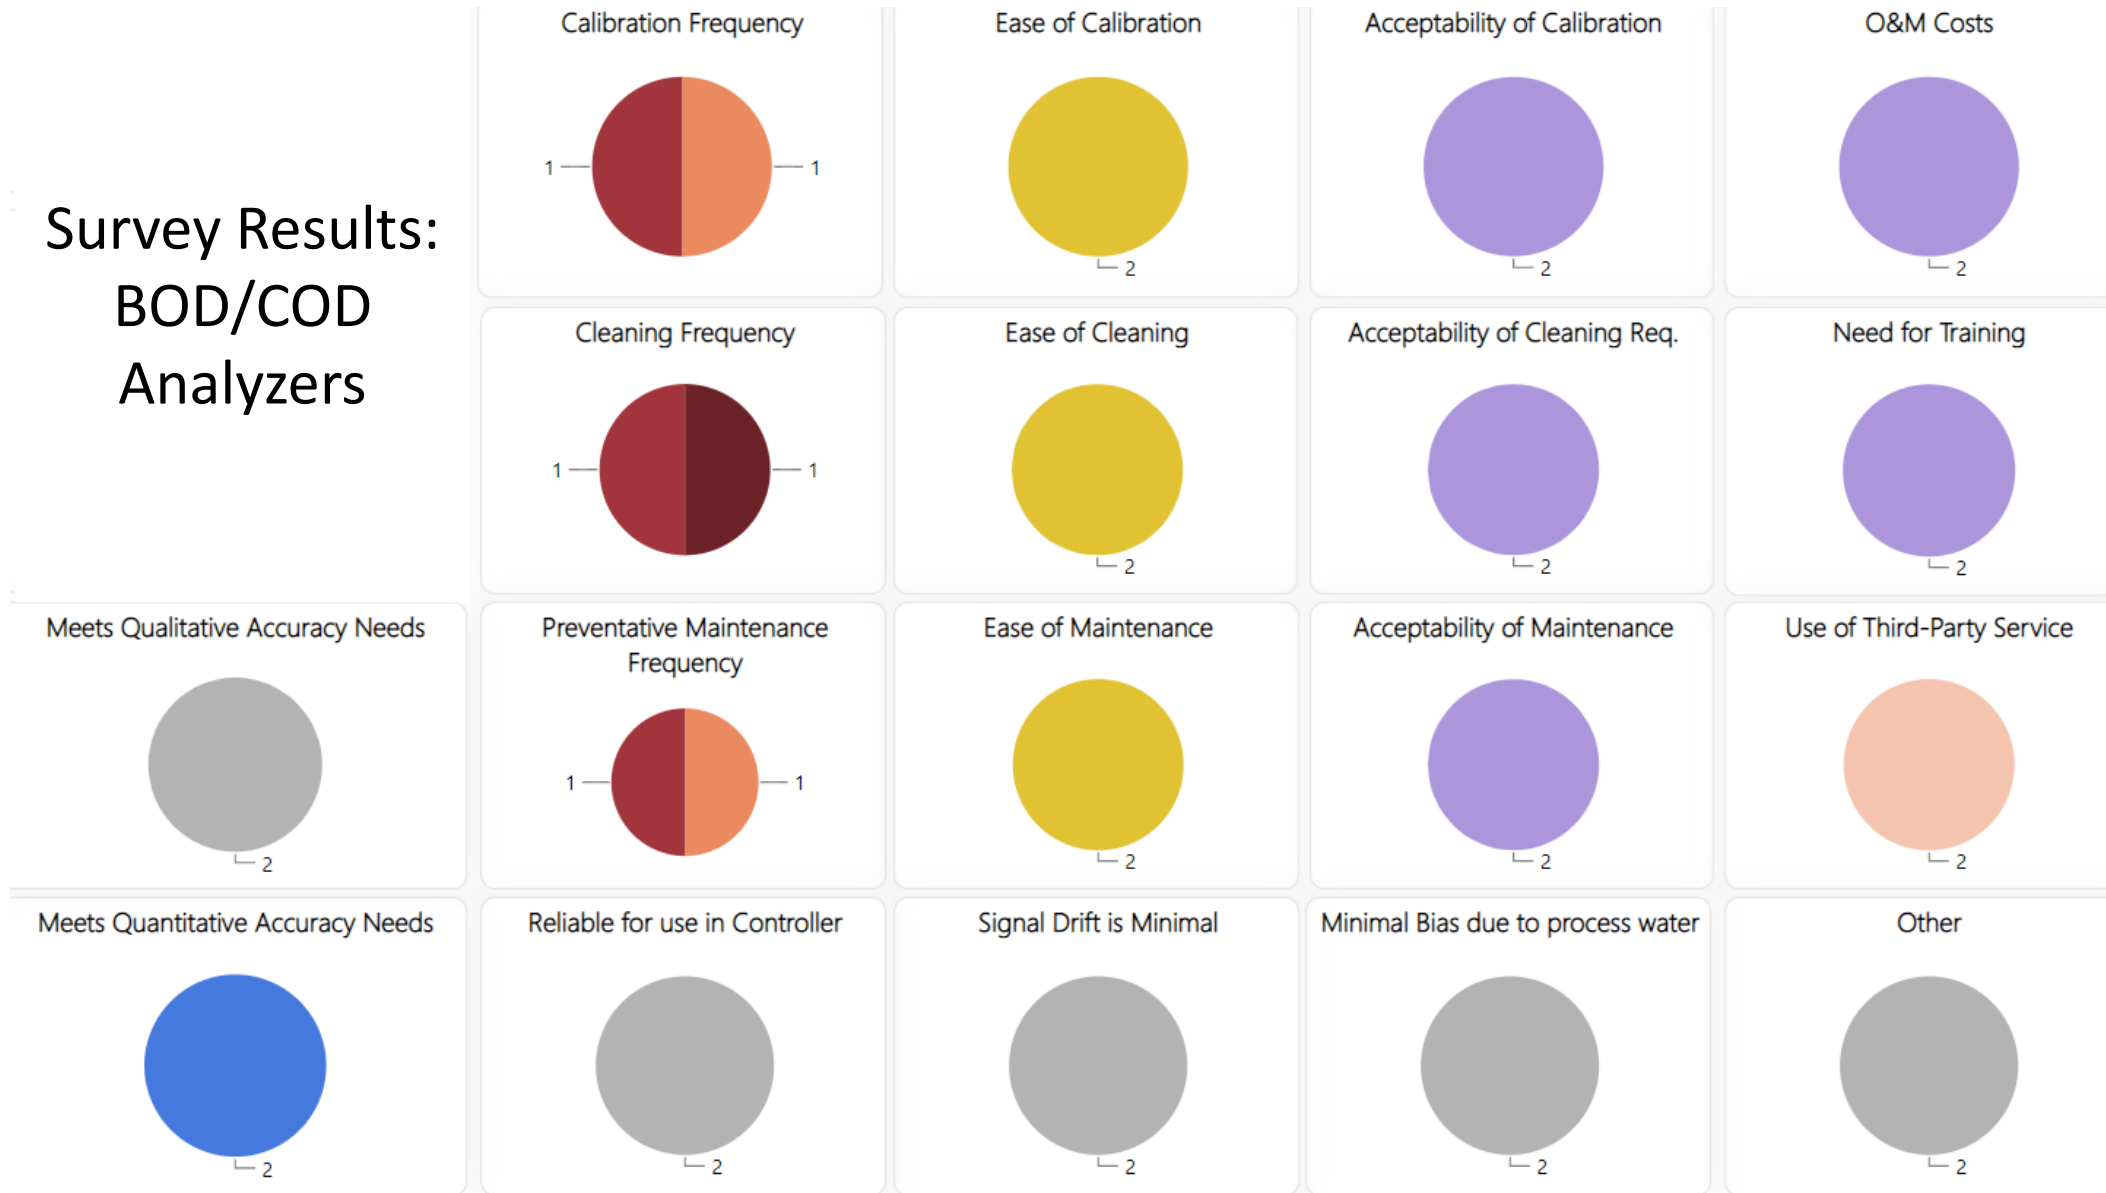 Survey Results:
BOD/COD
Analyzers
Calibration Frequency
1
1
Ease of Calibration
2
Acceptability of Calibration
2
O&M Costs
2
Cleaning Frequency
1
1
Ease of Cleaning
2
Acceptability of Cleaning Req.
2
Need for Training
2
Meets Qualitative Accuracy Needs
2
Preventative Maintenance
Frequency
1
1
Ease of Maintenance
2
Acceptability of Maintenance
2
Use of Third-Party Service
2
Meets Quantitative Accuracy Needs
2
Reliable for use in Controller
2
Signal Drift is Minimal
2
Minimal Bias due to process water
2
Other
2